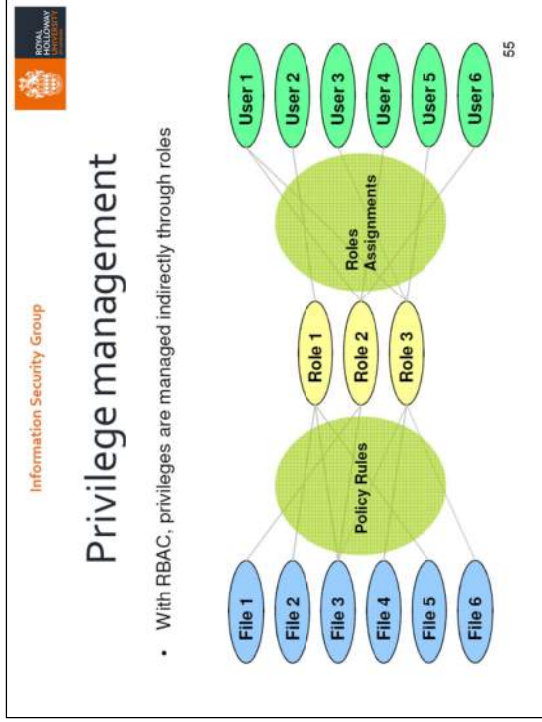 Information Security Group
ROYAL
HOLLOWAY
UNIVERSITY
Privilege management
• With RBAC, privileges are managed indirectly through roles
File 1
File 2
File 3
File 4
File 5
File 6
Policy Rules
Role 1
Role 2
Role 3
Roles
Assignments
User 1
User 2
User 3
User 4
User 5
User 6
55